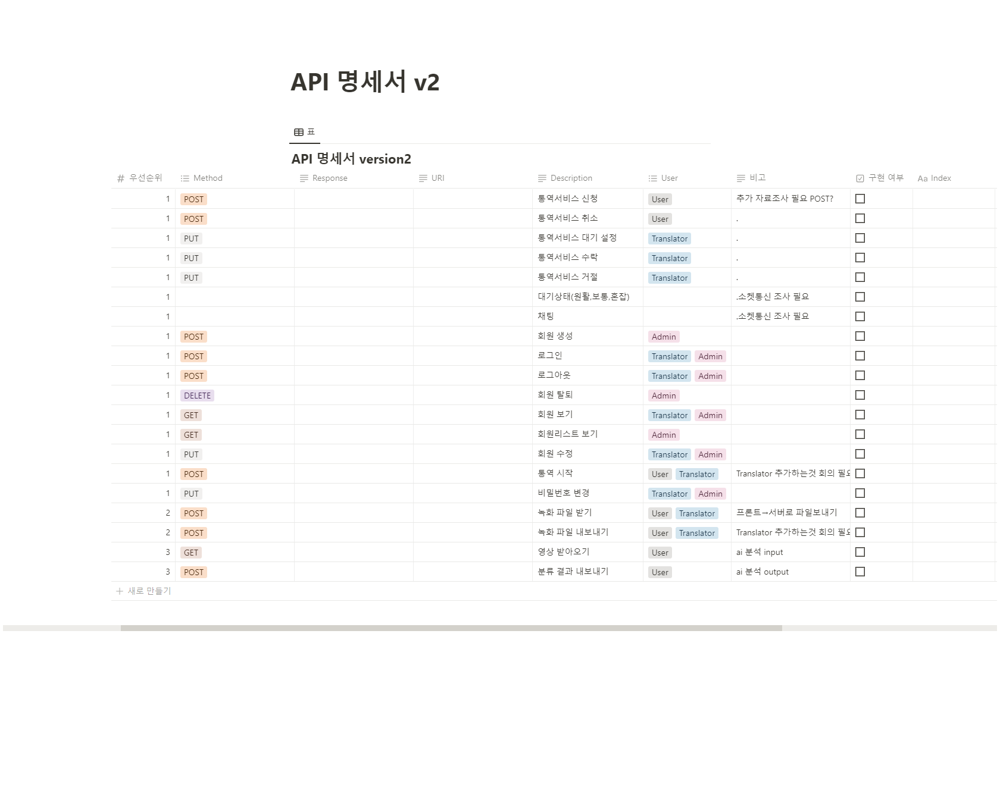 API 명세서 v2
표
API 명세서 version2
# 우선순위 Method Response URI Description User 비고 구현 여부 Aa Index
1 POST 통역서비스 신청 User 추가 자료조사 필요 POST?
1 POST 통역서비스 취소 User .
1 PUT 통역서비스 대기 설정 Translator .
1 PUT 통역서비스 수락 Translator .
1 PUT 통역서비스 거절 Translator .
1 대기상태(원활,보통,혼잡) .소켓통신 조사 필요
1 채팅 .소켓통신 조사 필요
1 POST 회원 생성 Admin
1 POST 로그인 Translator Admin
1 POST 로그아웃 Translator Admin
1 DELETE 회원 탈퇴 Admin
1 GET 회원 보기 Translator Admin
1 GET 회원리스트 보기 Admin
1 PUT 회원 수정 Translator Admin
1 POST 통역 시작 User Translator Translator 추가하는것 회의 필
1 PUT 비밀번호 변경 Translator Admin
2 POST 녹화 파일 받기 User Translator 프론트→서버로 파일보내기
2 POST 녹화 파일 내보내기 User Translator Translator 추가하는것 회의 필
3 GET 영상 받아오기 User ai 분석 input
3 POST 분류 결과 내보내기 User ai 분석 output
+ 새로 만들기